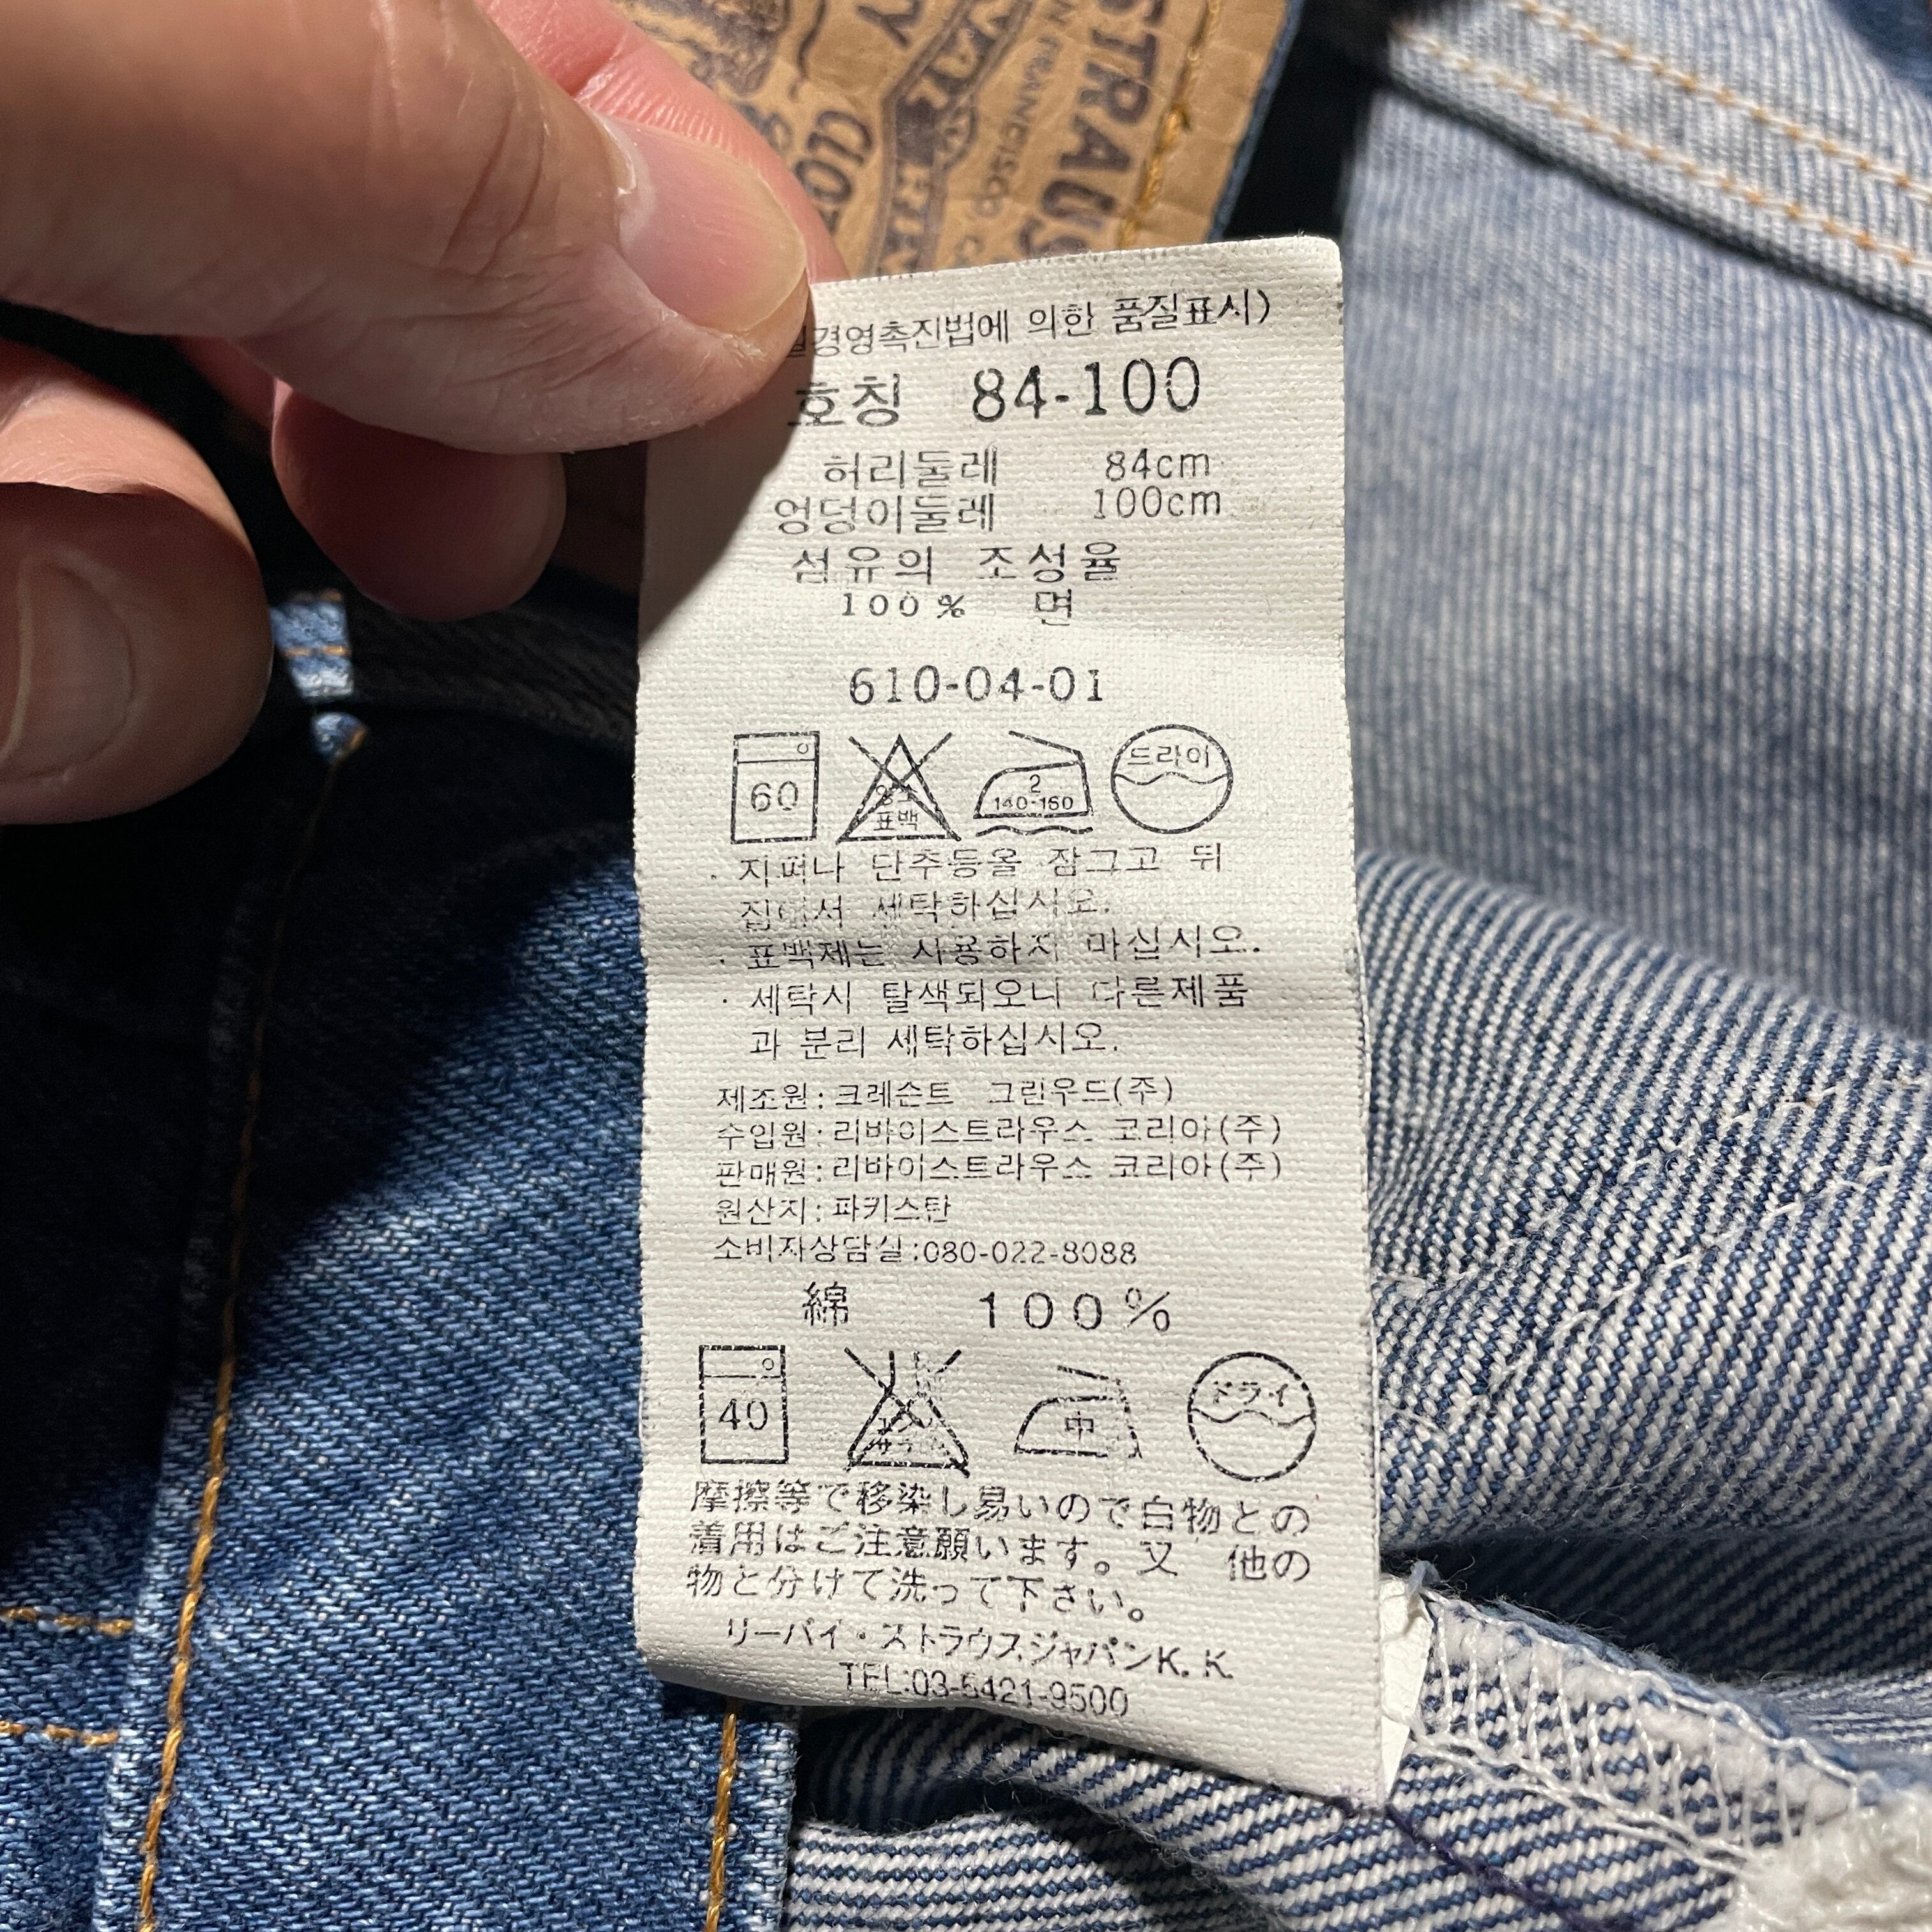 STRAUS
N FRANCISCO, C
CLO
경영촉진법에 의한 품질표시)
호칭 84-100
허리둘레 84cm
엉덩이둘레 100cm
섬유의 조성율
100% 면
610-04-01
60
표백
2
140-160
드라이
· 지퍼나 단추등을 잠그고 뒤
집어서 세탁하십시오.
· 표백제는 사용하지 마십시오.
· 세탁시 탈색되오니 다른제품
과 분리 세탁하십시오.
제조원:크레슨트 그린우드(주)
수입원:리바이스트라우스 코리아(주)
판매원:리바이스트라우스 코리아(주)
원산지:파키스탄
소비자상담실:080-022-8088
綿 100%
40
中
ドライ
摩擦等で移染し易いので白物との
着用はご注意願います。又 他の
物と分けて洗って下さい。
リーバイ・ストラウスジャパンK.K.
TEL:03-5421-9500